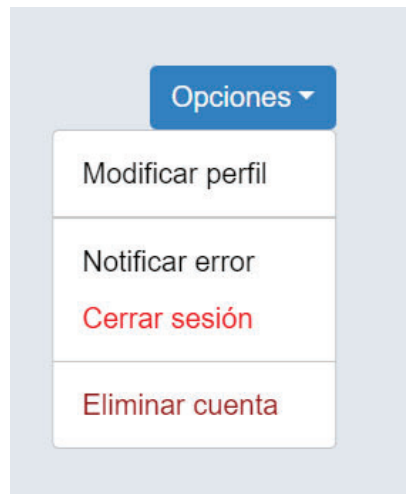 Opciones
Modificar perfil
Notificar error
Cerrar sesión
Eliminar cuenta